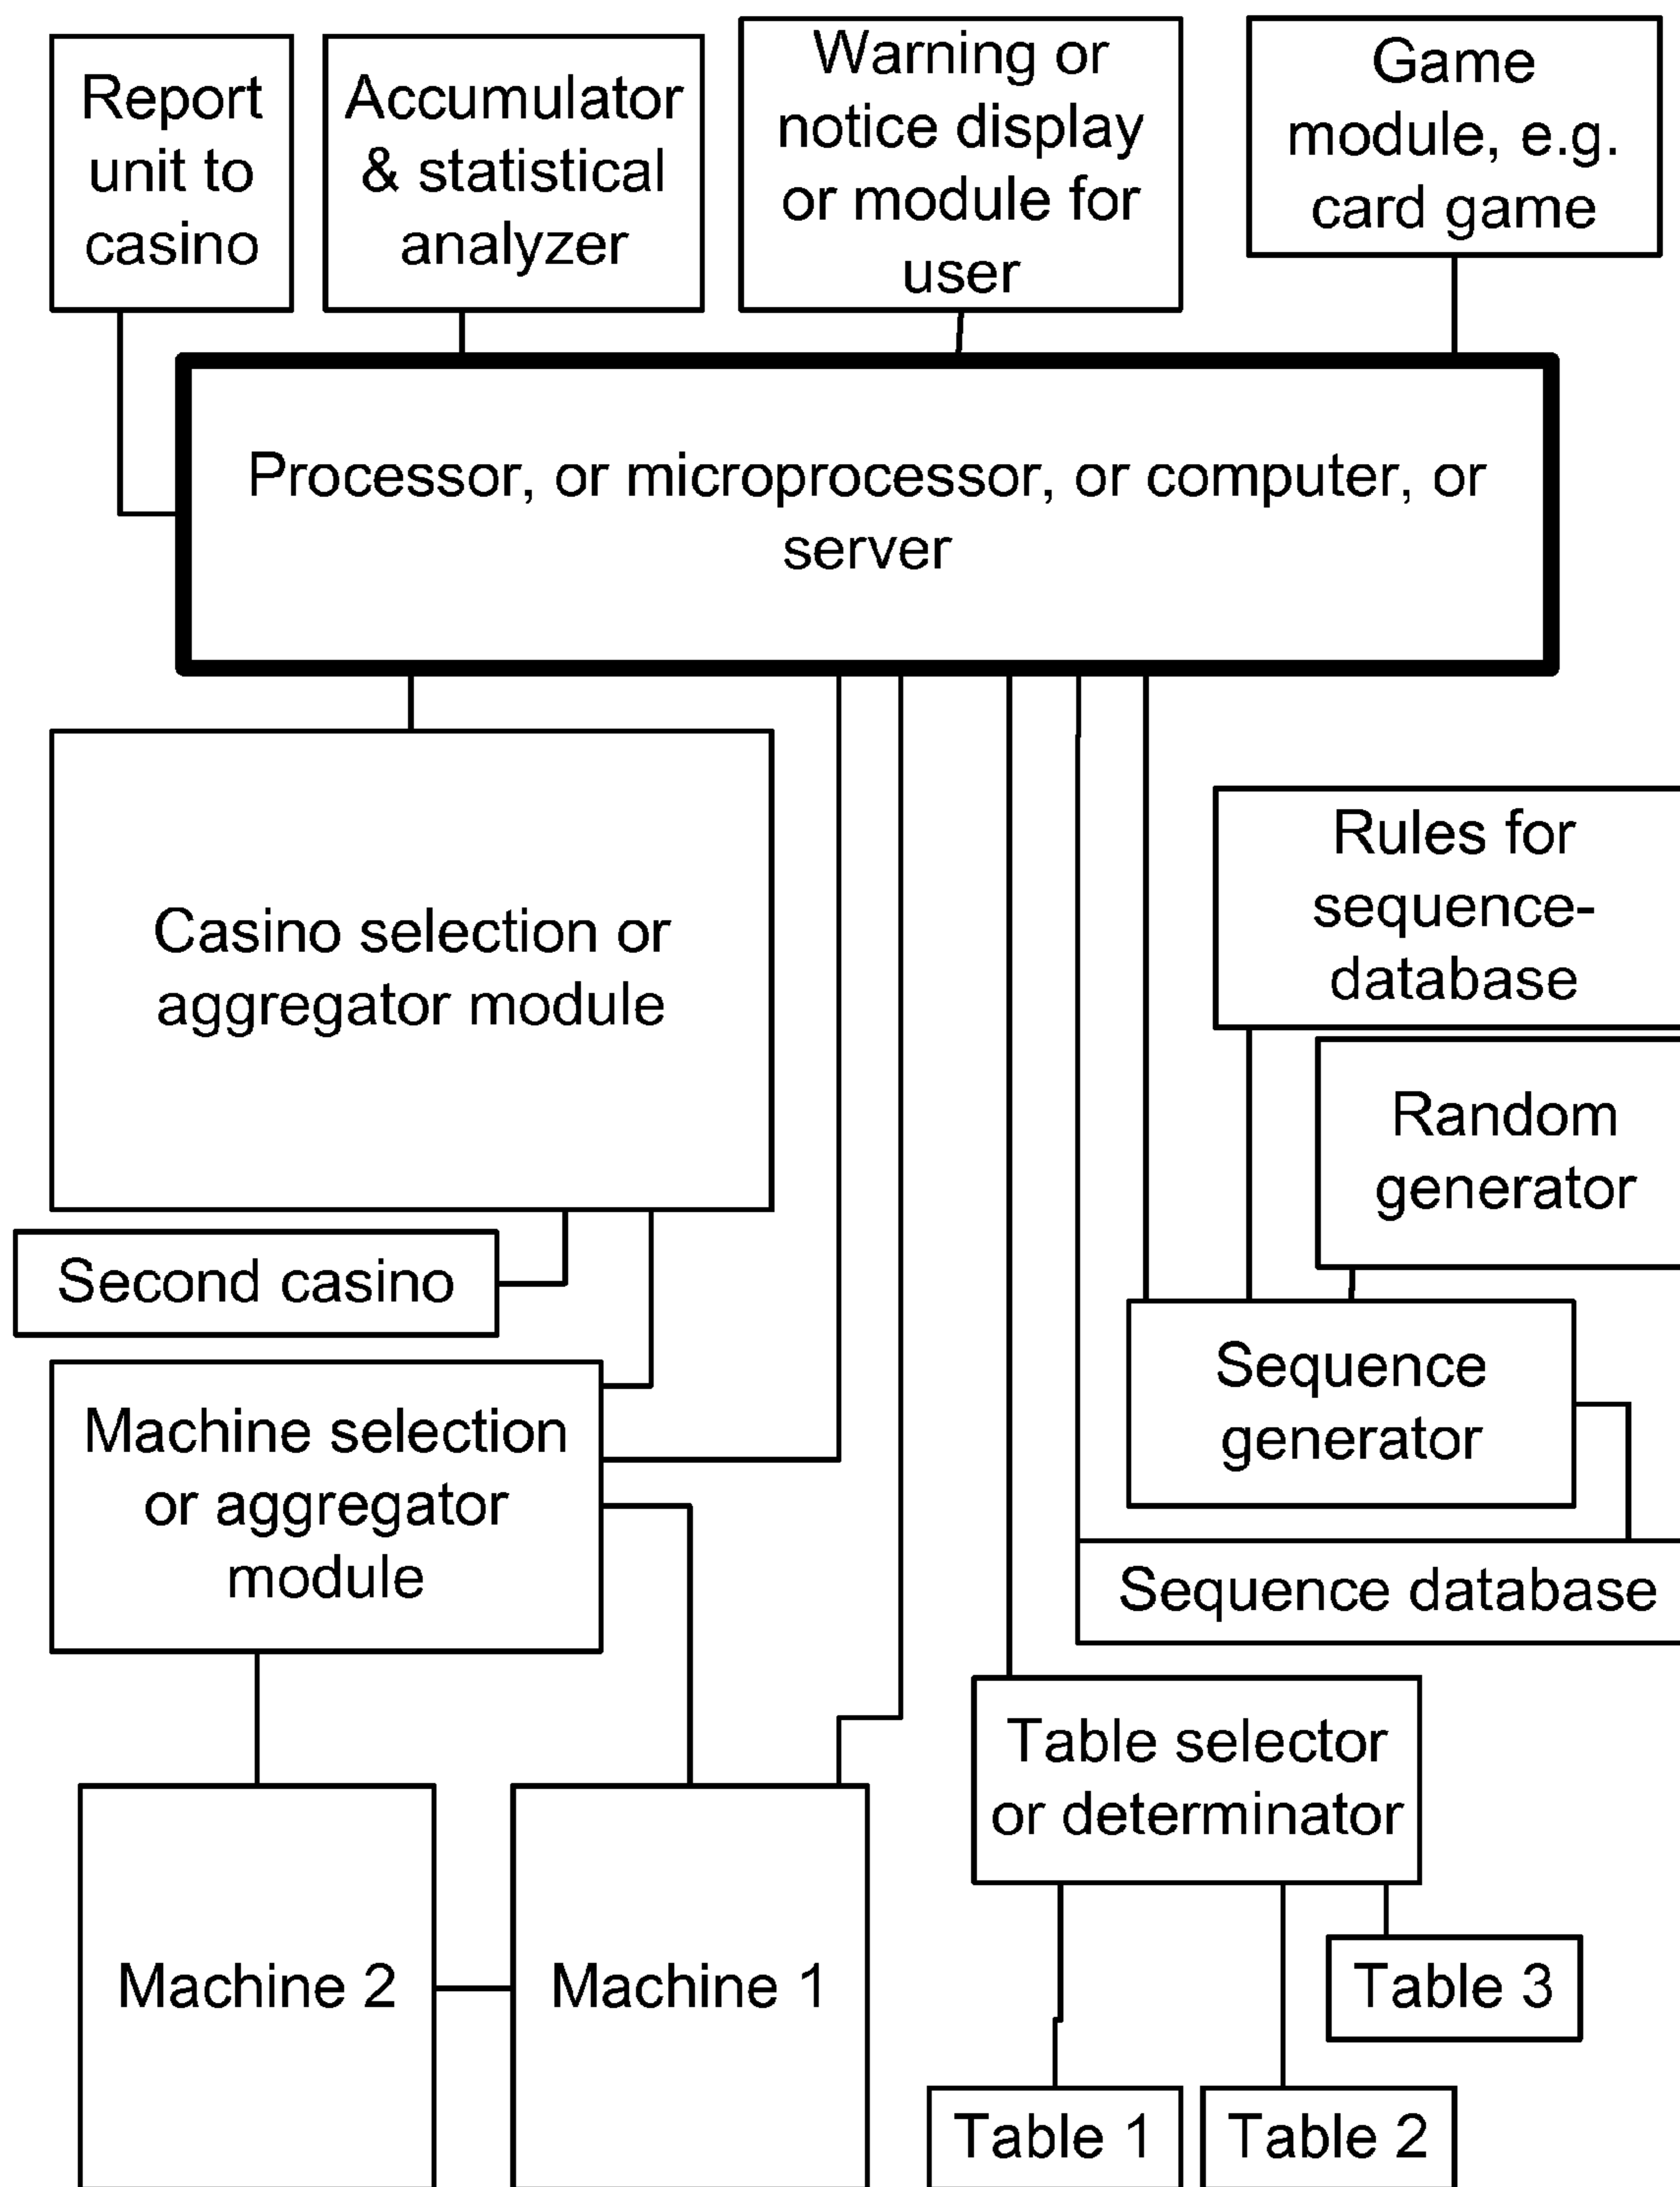 Report
unit to
casino
Accumulator
& statistical
analyzer
Warning or
notice display
or module for
user
Game
module, e.g.
card game
Processor, or microprocessor, or computer, or
server
Casino selection or
aggregator module
Rules for
sequence-
database
Random
generator
Second casino
Sequence
generator
Machine selection
or aggregator
module
Sequence database
Table selector
or determinator
Machine 2
Machine 1
Table 3
Table 1
Table 2